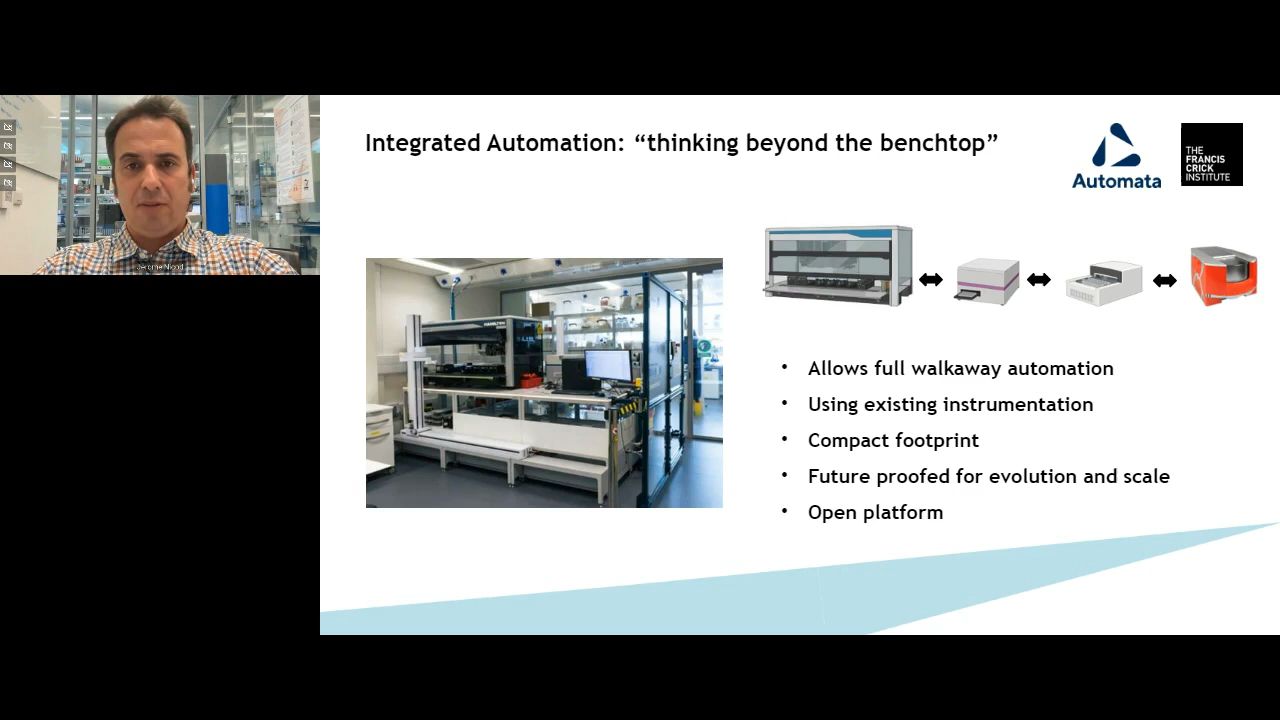 Integrated Automation: “thinking beyond the benchtop”
Automata
THE
FRANCIS
CRICK
INSTITUTE
HAMILTON
• Allows full walkaway automation
• Using existing instrumentation
• Compact footprint
• Future proofed for evolution and scale
• Open platform